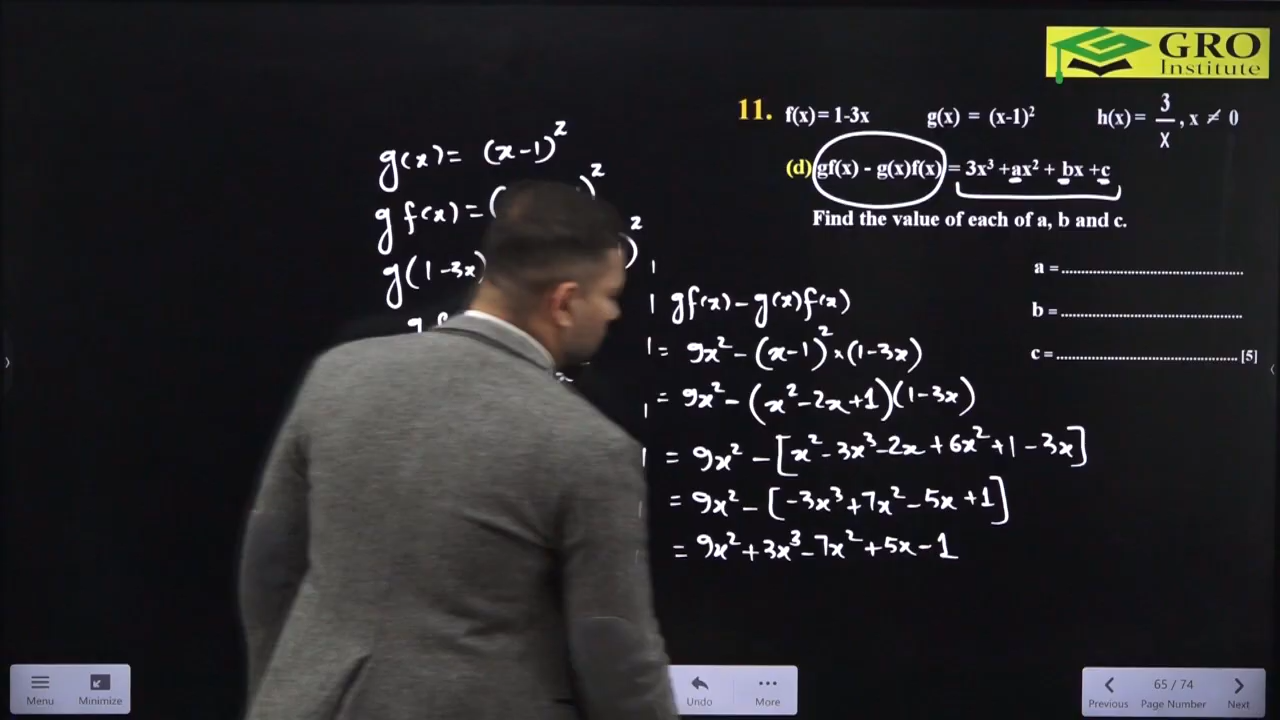 GRO
Institute
11. f(x)= 1-3x g(x) = (x-1)² h(x)= 3/x , x ≠ 0
(d) gf(x) - g(x)f(x) = 3x³ +ax² + bx +c
Find the value of each of a, b and c.
a = ........................................
b = ........................................
c = ........................................ [5]
g(x) = (x-1)²
g f(x) = ( )²
g(1-3x) )²
gf(x) - g(x)f(x)
= 9x² - (x-1)² × (1-3x)
= 9x² - (x²-2x+1)(1-3x)
= 9x² - [x²-3x³-2x+6x²+1-3x]
= 9x² - [-3x³+7x²-5x+1]
= 9x²+3x³-7x²+5x-1
Menu Minimize Undo More Previous 65 / 74 Page Number Next